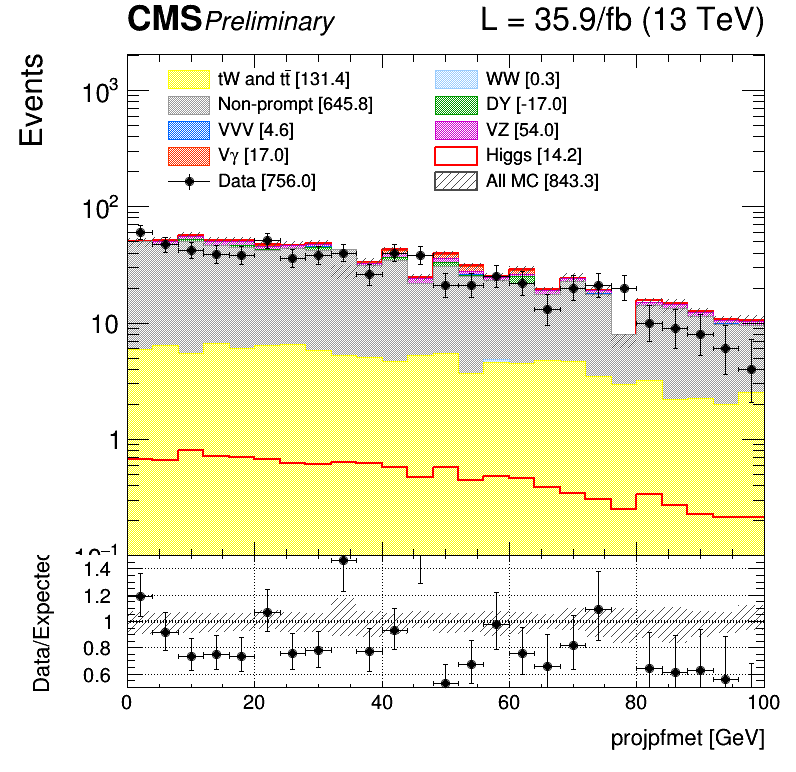 CMS Preliminary L = 35.9/fb (13 TeV)
Events
tW and tt̄ [131.4] WW [0.3]
Non-prompt [645.8] DY [-17.0]
VVV [4.6] VZ [54.0]
Vγ [17.0] Higgs [14.2]
Data [756.0] All MC [843.3]
10³
10²
10
1
Data/Expected
1.4
1.2
1
0.8
0.6
0 20 40 60 80 100
projpfmet [GeV]